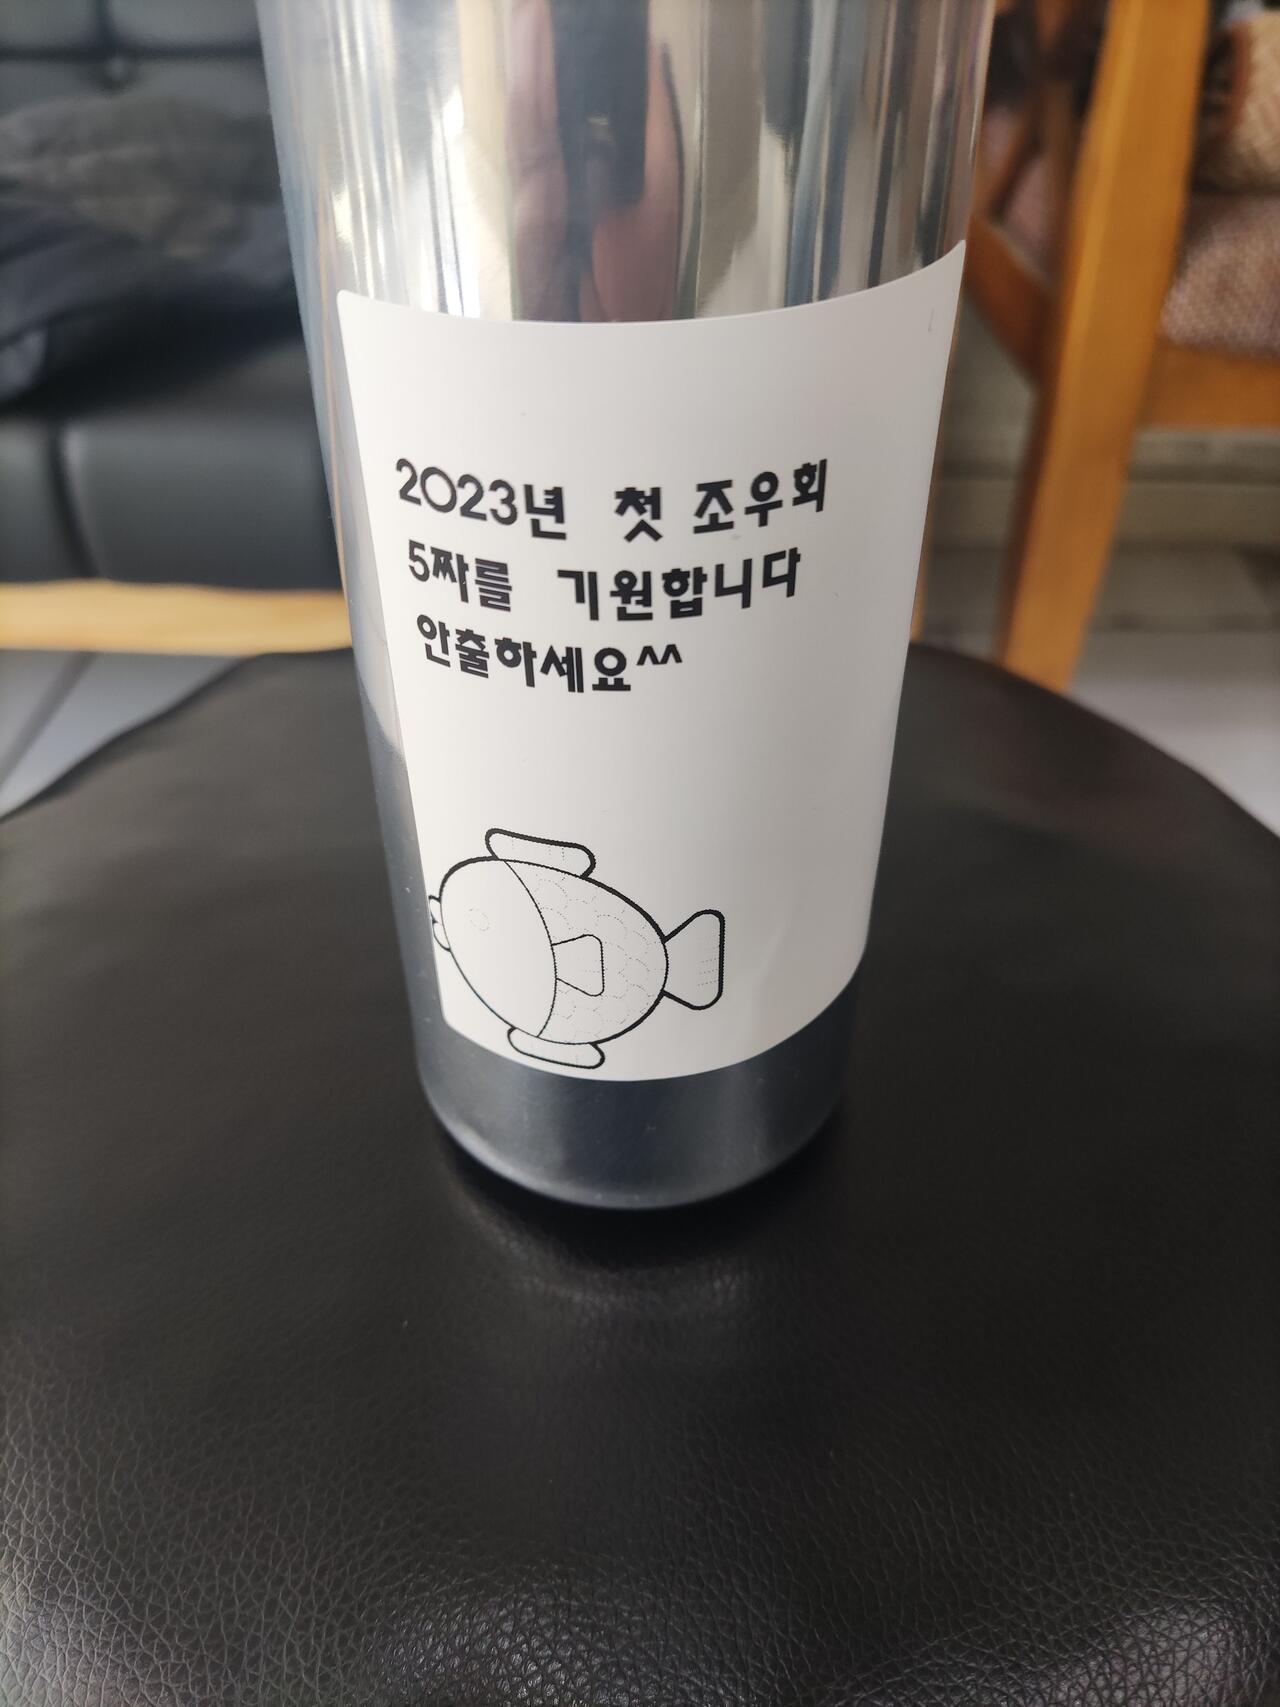 2023년 첫 조우회
5짜를 기원합니다
안출하세요^^